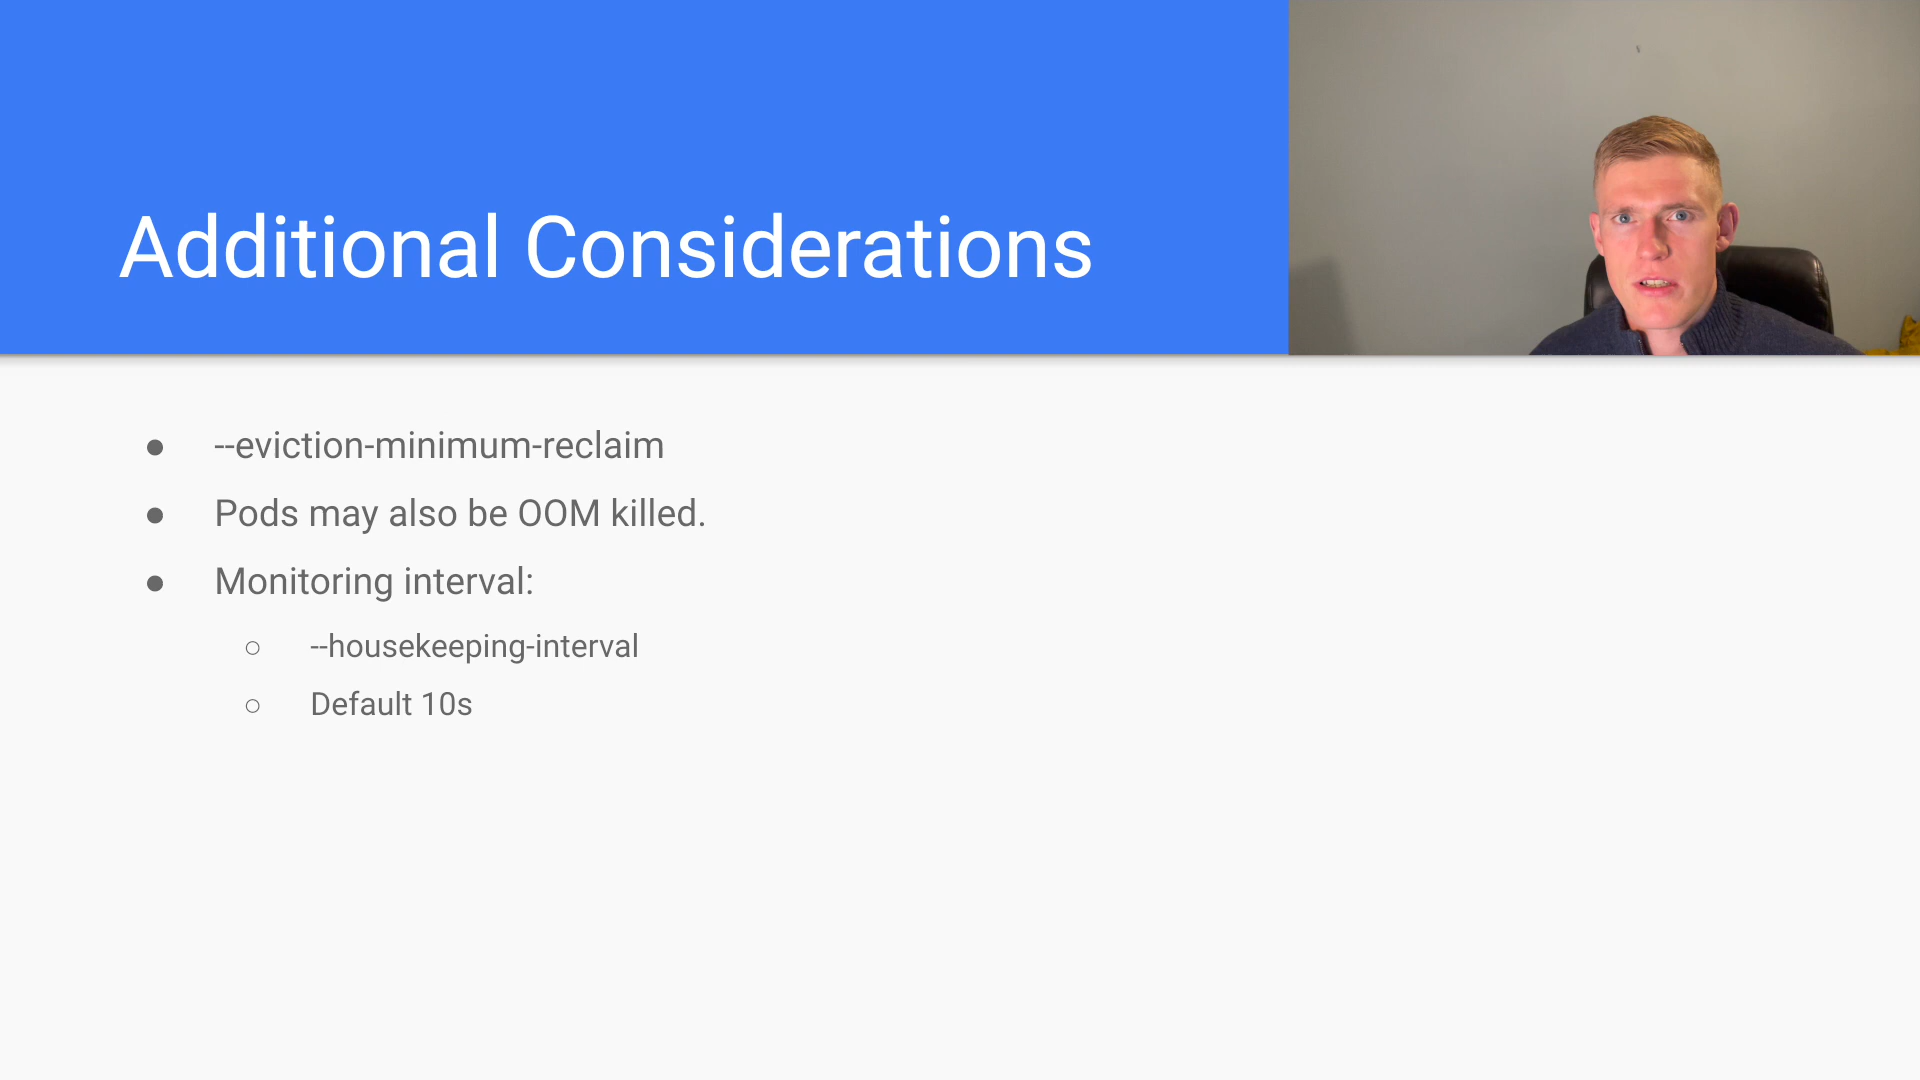 Additional Considerations
● --eviction-minimum-reclaim
● Pods may also be OOM killed.
● Monitoring interval:
○ --housekeeping-interval
○ Default 10s